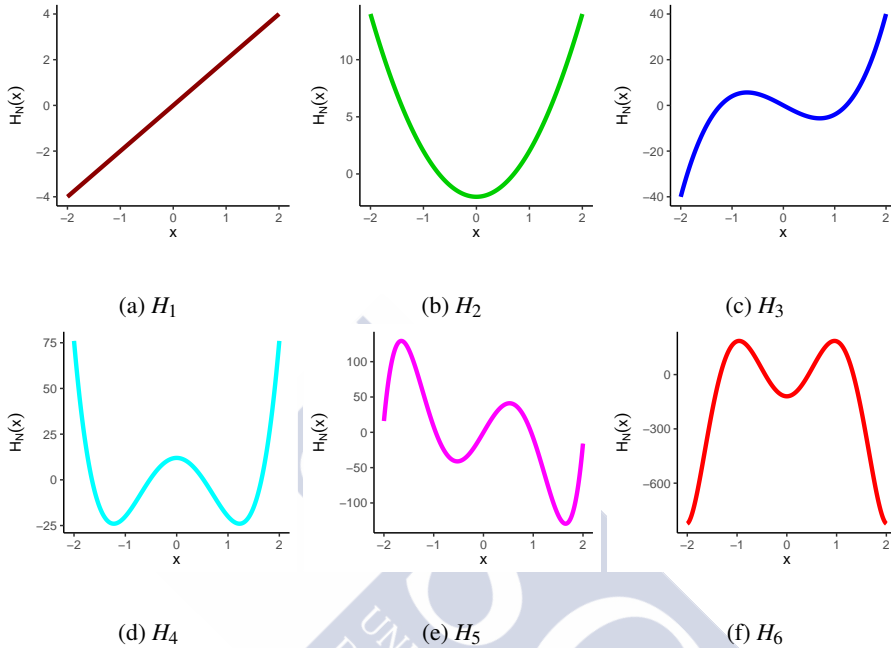 4
2
0
−2
−4
H_N(x)
−2 −1 0 1 2
x
10
5
0
H_N(x)
−2 −1 0 1 2
x
40
20
0
−20
−40
H_N(x)
−2 −1 0 1 2
x
(a) H_1
(b) H_2
(c) H_3
75
50
25
0
−25
H_N(x)
−2 −1 0 1 2
x
100
50
0
−50
−100
H_N(x)
−2 −1 0 1 2
x
0
−300
−600
H_N(x)
−2 −1 0 1 2
x
(d) H_4
(e) H_5
(f) H_6